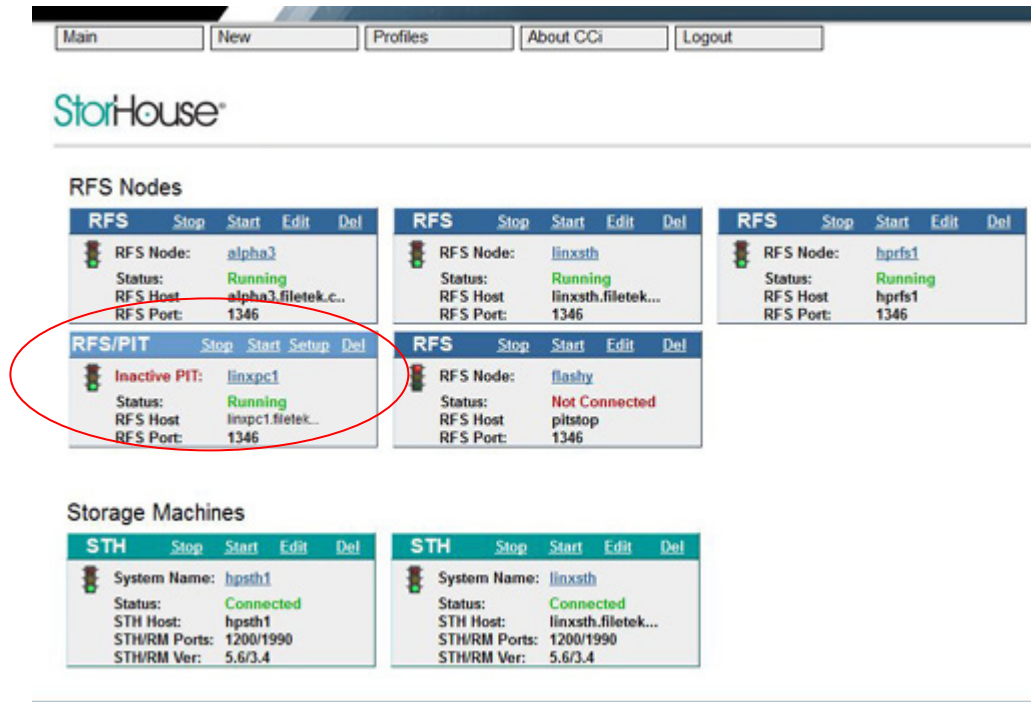 Main New Profiles About CCi Logout
StorHouse®
RFS Nodes
RFS Stop Start Edit Del
RFS Node: alpha3
Status: Running
RFS Host alpha3.filetek.c..
RFS Port: 1346
RFS Stop Start Edit Del
RFS Node: linxsth
Status: Running
RFS Host linxsth.filetek...
RFS Port: 1346
RFS Stop Start Edit Del
RFS Node: hprfs1
Status: Running
RFS Host hprfs1
RFS Port: 1346
RFS/PIT Stop Start Setup Del
Inactive PIT: linxpc1
Status: Running
RFS Host linxpc1.filetek...
RFS Port: 1346
RFS Stop Start Edit Del
RFS Node: flashy
Status: Not Connected
RFS Host pitstop
RFS Port: 1346
Storage Machines
STH Stop Start Edit Del
System Name: hpsth1
Status: Connected
STH Host: hpsth1
STH/RM Ports: 1200/1990
STH/RM Ver: 5.6/3.4
STH Stop Start Edit Del
System Name: linxsth
Status: Connected
STH Host: linxsth.filetek...
STH/RM Ports: 1200/1990
STH/RM Ver: 5.6/3.4